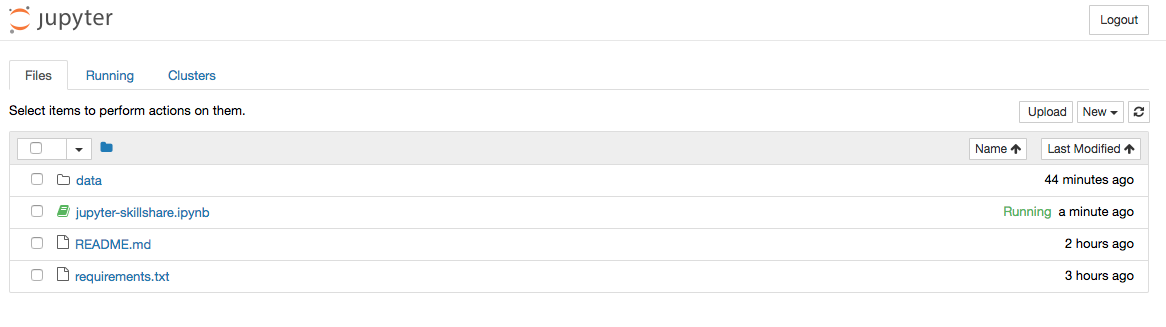 jupyter
Logout
Files Running Clusters
Select items to perform actions on them.
Upload New
Name Last Modified
data 44 minutes ago
jupyter-skillshare.ipynb Running a minute ago
README.md 2 hours ago
requirements.txt 3 hours ago